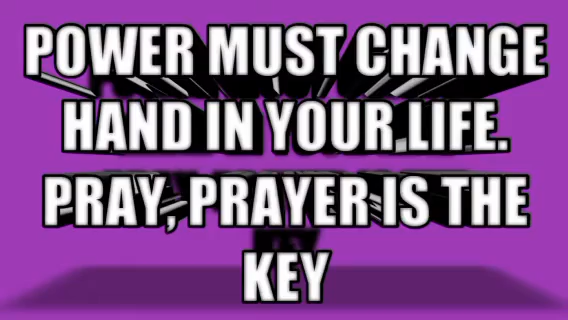 POWER MUST CHANGE
HAND IN YOUR LIFE.
PRAY, PRAYER IS THE
KEY